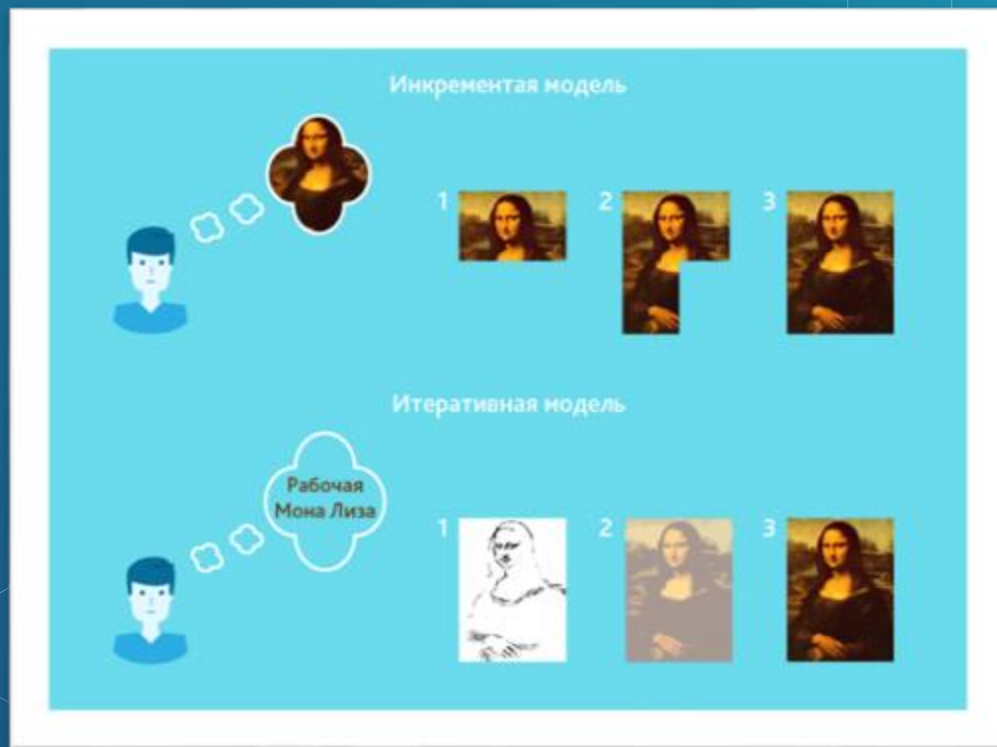 Инкрементая модель
1 2 3
Итеративная модель
Рабочая
Мона Лиза
1 2 3